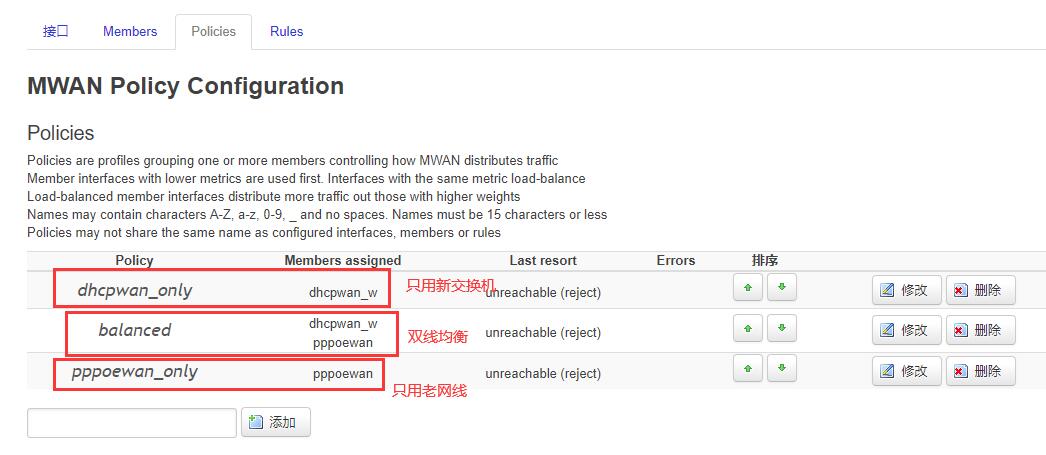 接口 Members Policies Rules
MWAN Policy Configuration
Policies
Policies are profiles grouping one or more members controlling how MWAN distributes traffic
Member interfaces with lower metrics are used first. Interfaces with the same metric load-balance
Load-balanced member interfaces distribute more traffic out those with higher weights
Names may contain characters A-Z, a-z, 0-9, _ and no spaces. Names must be 15 characters or less
Policies may not share the same name as configured interfaces, members or rules
Policy Members assigned Last resort Errors 排序
dhcpwan_only dhcpwan_w 只用新交换机 unreachable (reject) 修改 删除
balanced dhcpwan_w pppoewan 双线均衡 unreachable (reject) 修改 删除
pppoewan_only pppoewan 只用老网线 unreachable (reject) 修改 删除
添加